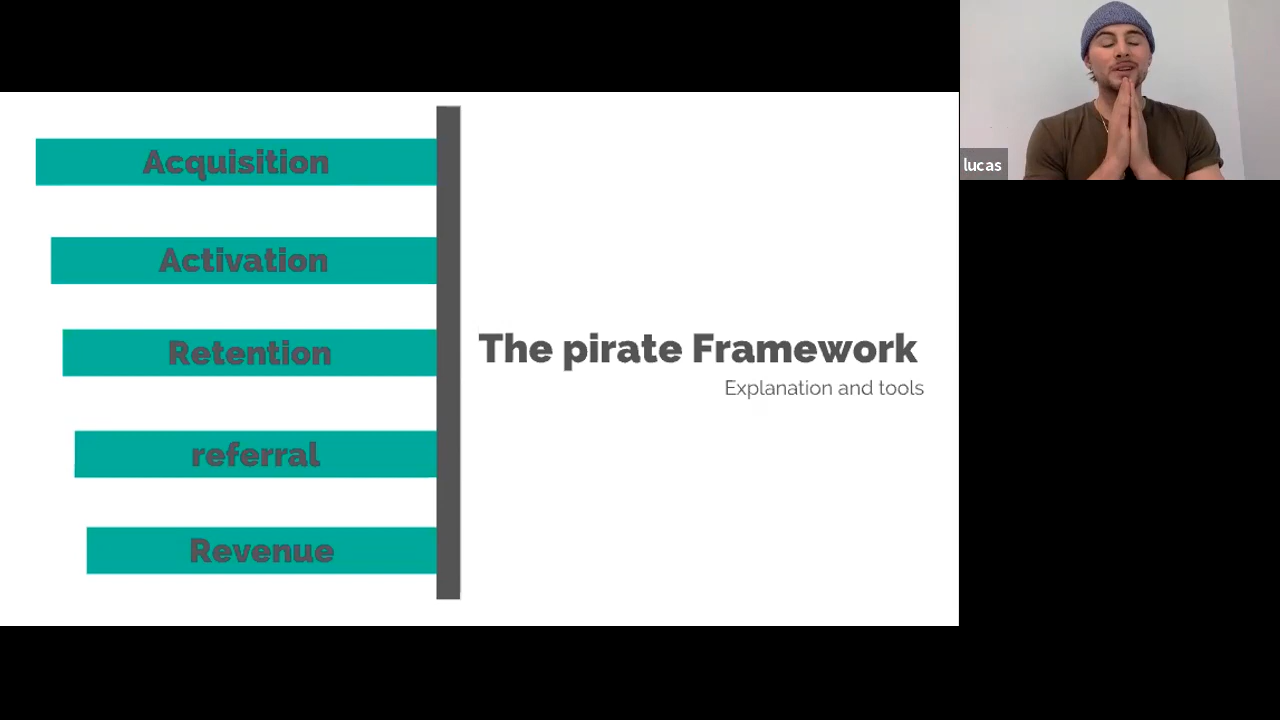 Acquisition
Activation
Retention
referral
Revenue
The pirate Framework
Explanation and tools
lucas